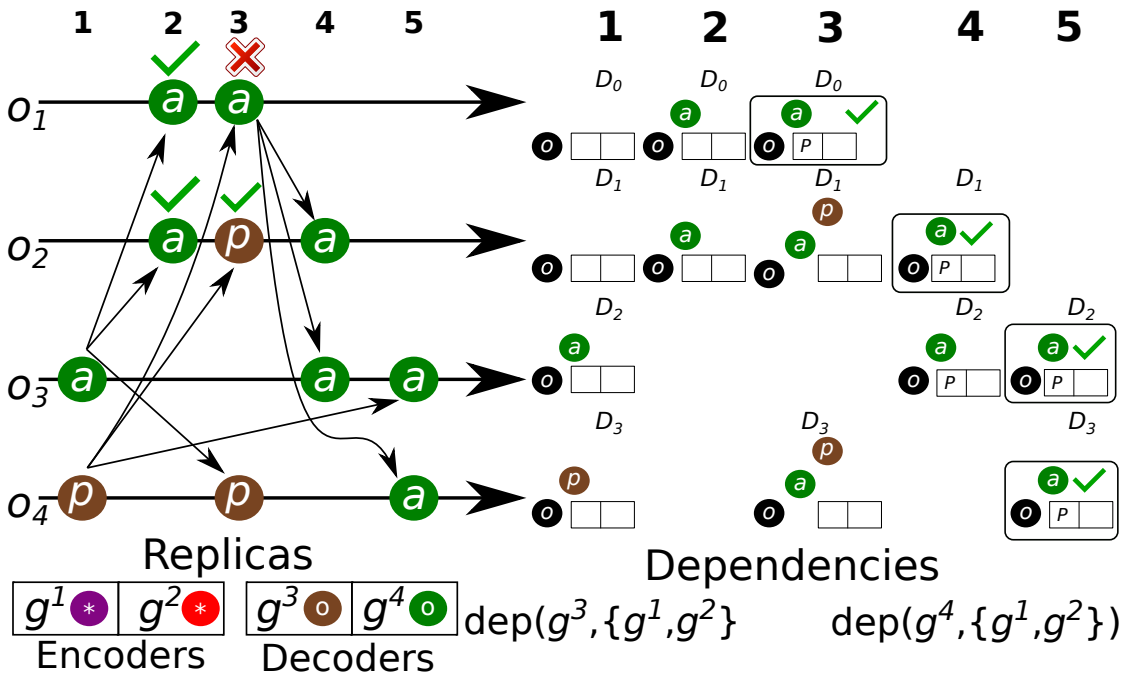 1 2 3 4 5 1 2 3 4 5
D0 D0 D0
o1 a a a a
o o o P
D1 D1 D1 D1
p
o2 a p a a a a
o o o o P
D2 D2 D2
a a a
o3 a a a o o P o P
D3 D3 D3
p p
a a
o4 p p a o o o P
Replicas Dependencies
g1 * g2 * g3 o g4 o dep(g3,{g1,g2} dep(g4,{g1,g2})
Encoders Decoders